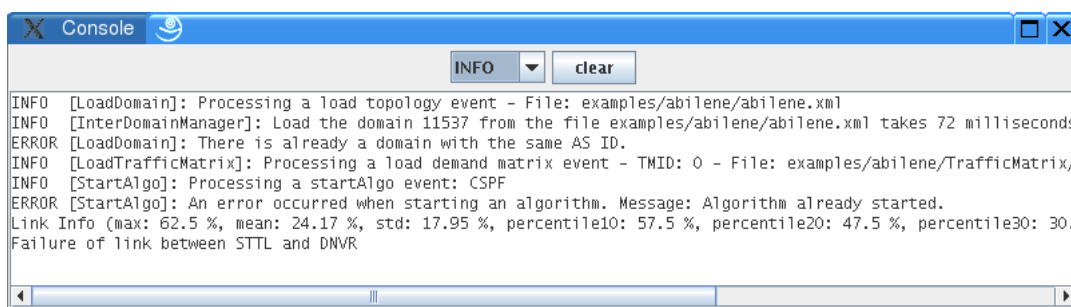 Console
INFO clear
INFO [LoadDomain]: Processing a load topology event - File: examples/abilene/abilene.xml
INFO [InterDomainManager]: Load the domain 11537 from the file examples/abilene/abilene.xml takes 72 milliseconds
ERROR [LoadDomain]: There is already a domain with the same AS ID.
INFO [LoadTrafficMatrix]: Processing a load demand matrix event - TMID: 0 - File: examples/abilene/TrafficMatrix/
INFO [StartAlgo]: Processing a startAlgo event: CSPF
ERROR [StartAlgo]: An error occurred when starting an algorithm. Message: Algorithm already started.
Link Info (max: 62.5 %, mean: 24.17 %, std: 17.95 %, percentile10: 57.5 %, percentile20: 47.5 %, percentile30: 30.
Failure of link between STTL and DNVR